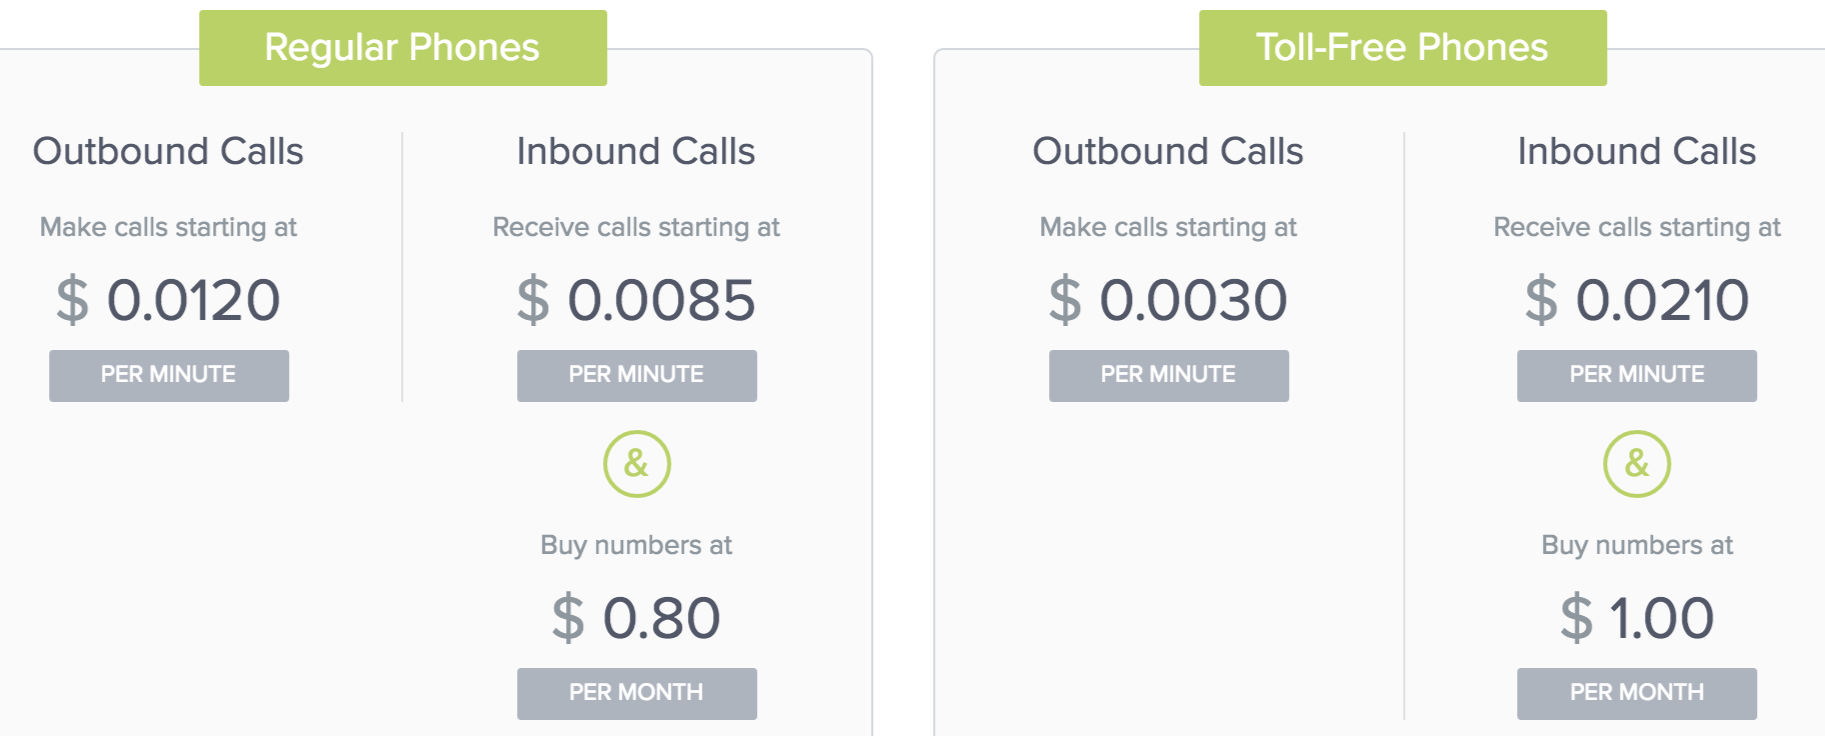 Regular Phones
Outbound Calls
Make calls starting at
$ 0.0120
PER MINUTE
Inbound Calls
Receive calls starting at
$ 0.0085
PER MINUTE
&
Buy numbers at
$ 0.80
PER MONTH
Toll-Free Phones
Outbound Calls
Make calls starting at
$ 0.0030
PER MINUTE
Inbound Calls
Receive calls starting at
$ 0.0210
PER MINUTE
&
Buy numbers at
$ 1.00
PER MONTH